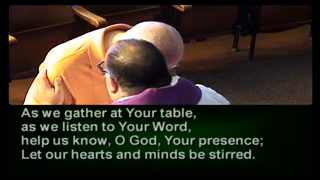 As we gather at Your table,
as we listen to Your Word,
help us know, O God, Your presence;
Let our hearts and minds be stirred.